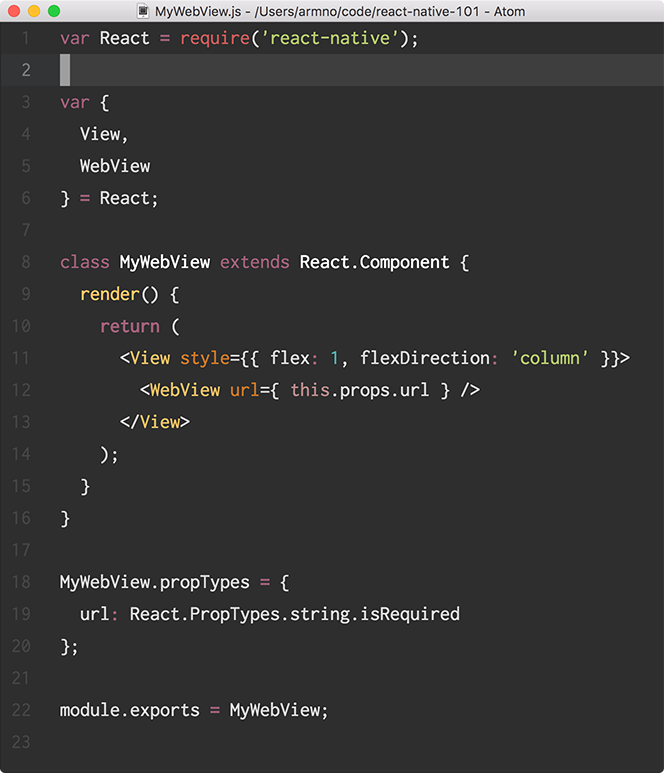 MyWebView.js - /Users/armno/code/react-native-101 - Atom
1 var React = require('react-native');
2
3 var {
4   View,
5   WebView
6 } = React;
7
8 class MyWebView extends React.Component {
9   render() {
10     return (
11       <View style={{ flex: 1, flexDirection: 'column' }}>
12         <WebView url={ this.props.url } />
13       </View>
14     );
15   }
16 }
17
18 MyWebView.propTypes = {
19   url: React.PropTypes.string.isRequired
20 };
21
22 module.exports = MyWebView;
23